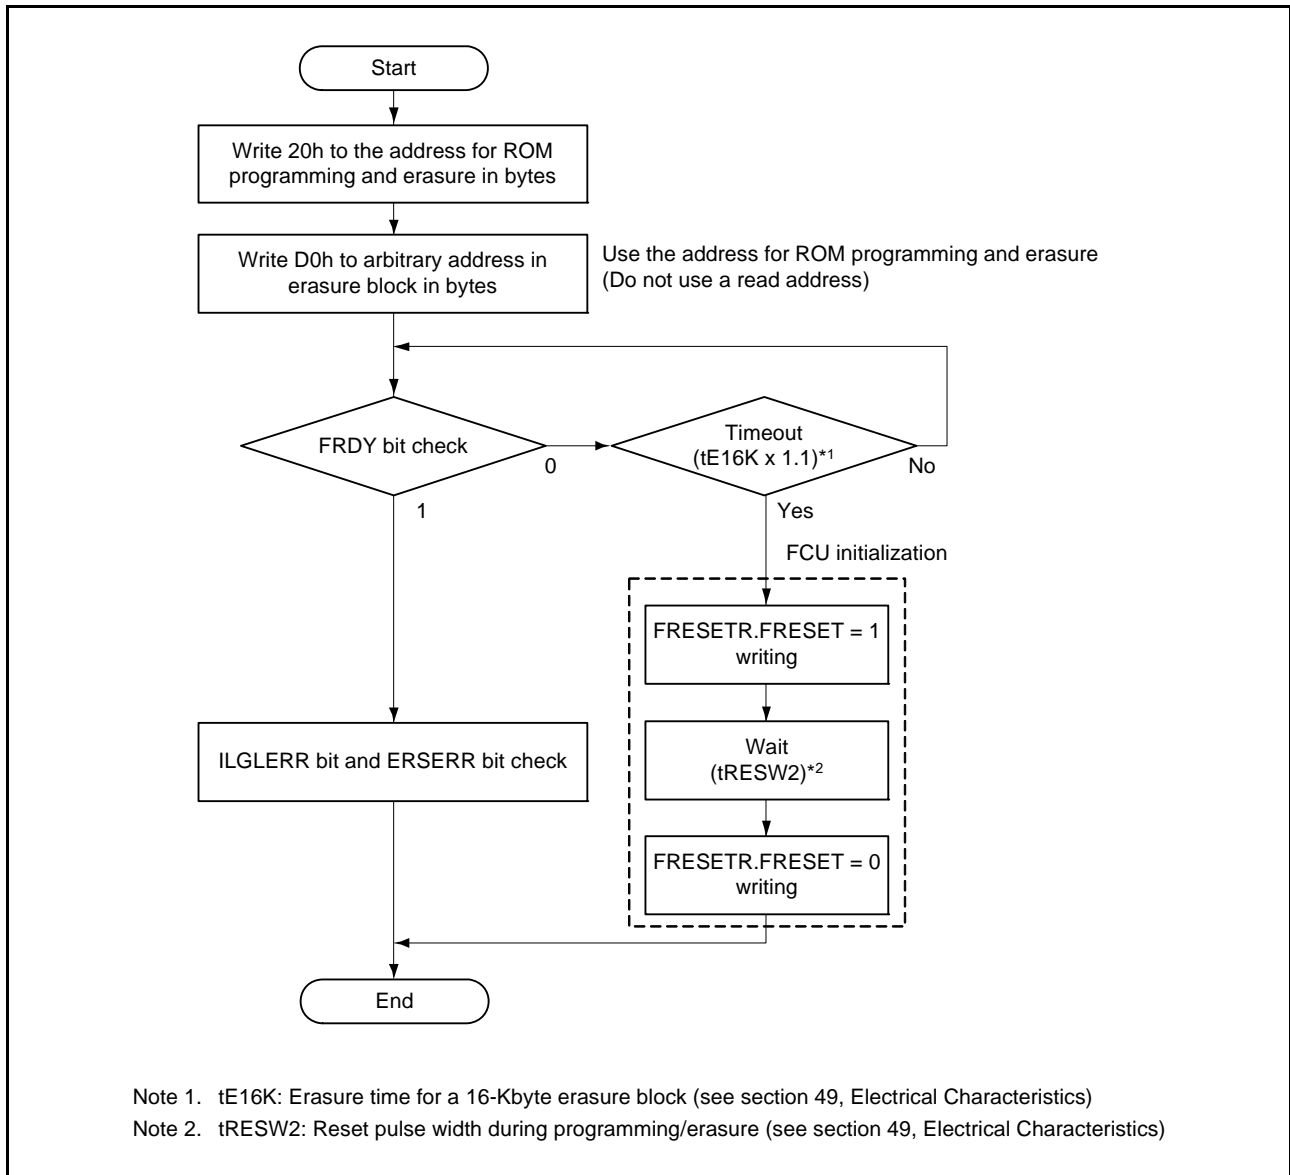 Start
Write 20h to the address for ROM
programming and erasure in bytes
Write D0h to arbitrary address in
erasure block in bytes
Use the address for ROM programming and erasure
(Do not use a read address)
FRDY bit check
0
1
Timeout
(tE16K x 1.1)*1
No
Yes
FCU initialization
FRESETR.FRESET = 1
writing
Wait
(tRESW2)*2
FRESETR.FRESET = 0
writing
ILGLERR bit and ERSERR bit check
End
Note 1. tE16K: Erasure time for a 16-Kbyte erasure block (see section 49, Electrical Characteristics)
Note 2. tRESW2: Reset pulse width during programming/erasure (see section 49, Electrical Characteristics)